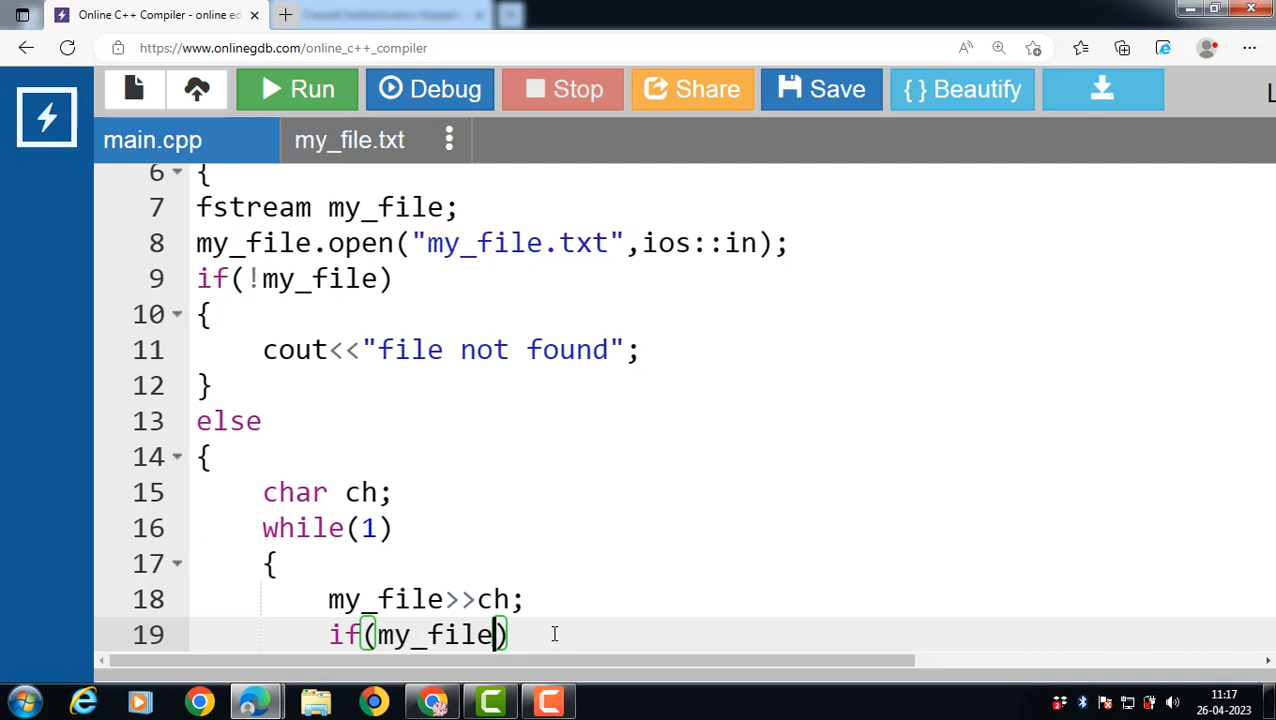 Online C++ Compiler - online ed
https://www.onlinegdb.com/online_c++_compiler
Run Debug Stop Share Save { } Beautify L
main.cpp my_file.txt
6 {
7 fstream my_file;
8 my_file.open("my_file.txt",ios::in);
9 if(!my_file)
10 {
11 cout<<"file not found";
12 }
13 else
14 {
15 char ch;
16 while(1)
17 {
18 my_file>>ch;
19 if(my_file)
11:17
26-04-2023